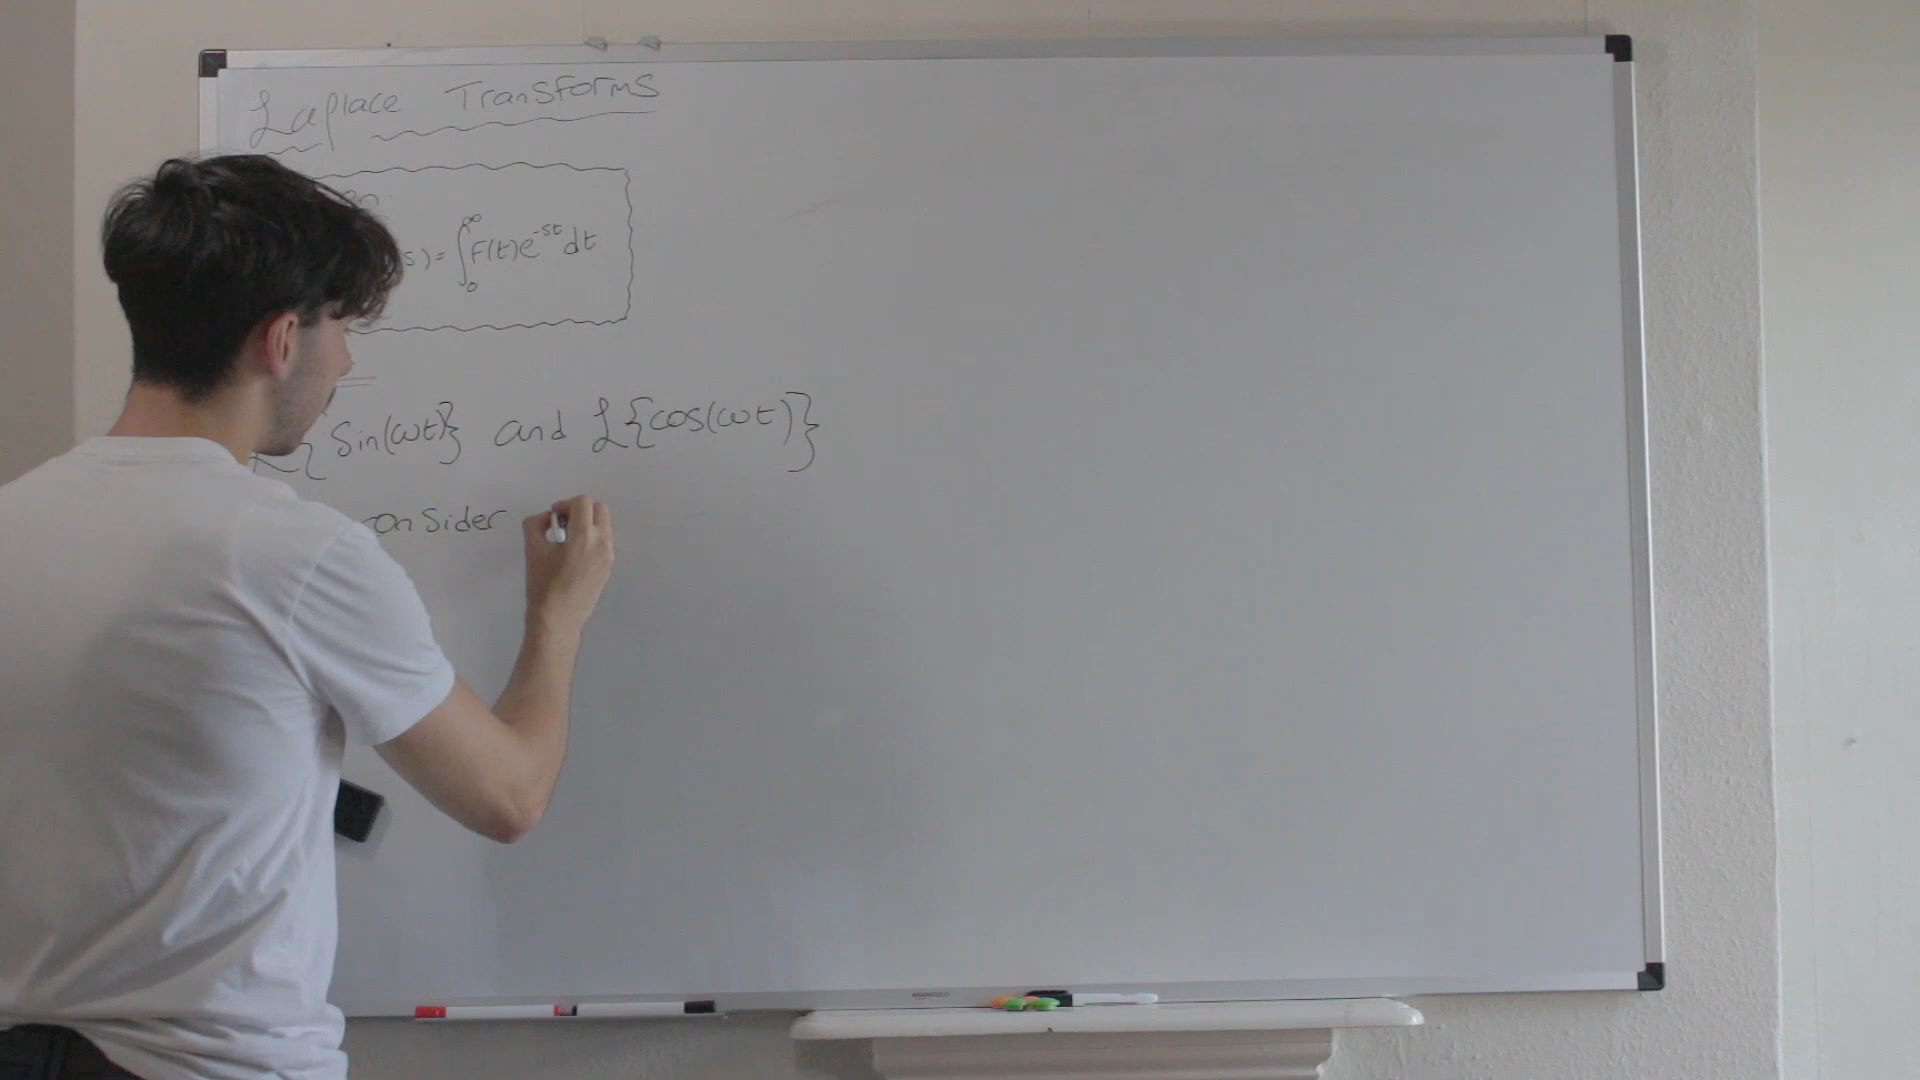 Laplace Transforms
s) = ∫₀^∞ F(t)e^{-st} dt
ℒ{Sin(ωt)} and ℒ{cos(ωt)}
onsider